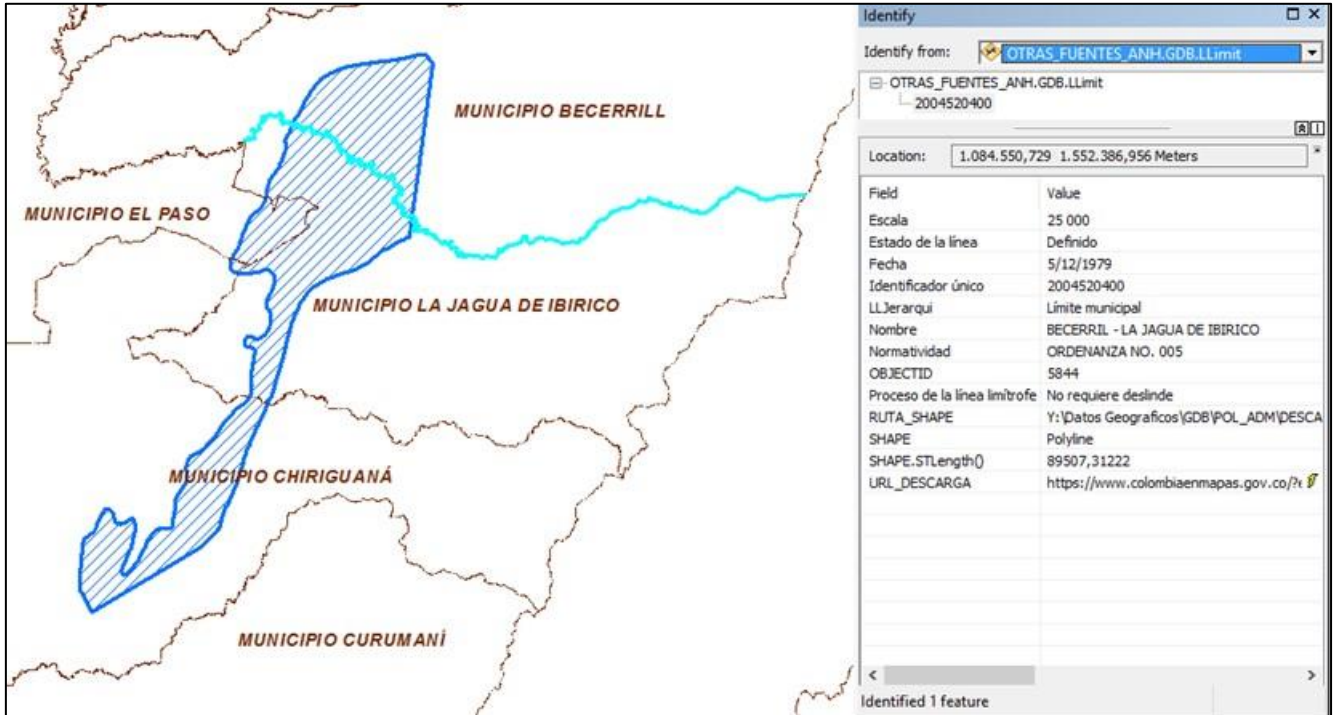 MUNICIPIO BECERRILL
MUNICIPIO EL PASO
MUNICIPIO LA JAGUA DE IBIRICO
MUNICIPIO CHIRIGUANÁ
MUNICIPIO CURUMANÍ
Identify
Identify from: OTRAS_FUENTES_ANH.GDB.LLimit
OTRAS_FUENTES_ANH.GDB.LLimit
2004520400
Location: 1.084.550,729 1.552.386,956 Meters
Field Value
Escala 25 000
Estado de la línea Definido
Fecha 5/12/1979
Identificador único 2004520400
LLJerarqui Límite municipal
Nombre BECERRIL - LA JAGUA DE IBIRICO
Normatividad ORDENANZA NO. 005
OBJECTID 5844
Proceso de la línea limítrofe No requiere deslinde
RUTA_SHAPE Y:\Datos Geograficos\GDB\POL_ADM\DESCA
SHAPE Polyline
SHAPE.STLength() 89507,31222
URL_DESCARGA https://www.colombiaenmapas.gov.co/?e
Identified 1 feature